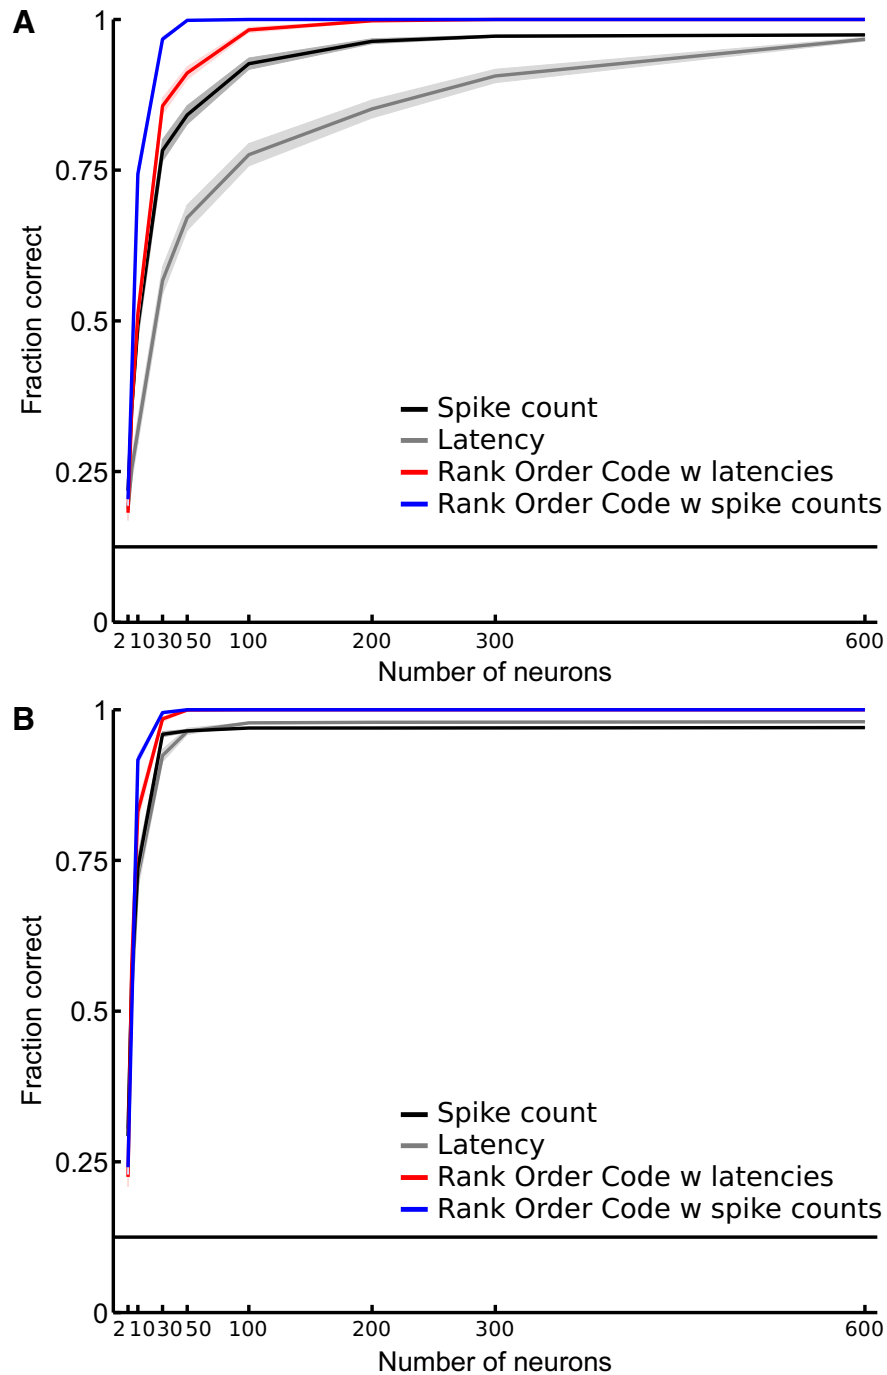 A
1
0.75
0.5
0.25
0
Fraction correct
Spike count
Latency
Rank Order Code w latencies
Rank Order Code w spike counts
2 10 30 50 100 200 300 600
Number of neurons
B
1
0.75
0.5
0.25
0
Fraction correct
Spike count
Latency
Rank Order Code w latencies
Rank Order Code w spike counts
2 10 30 50 100 200 300 600
Number of neurons